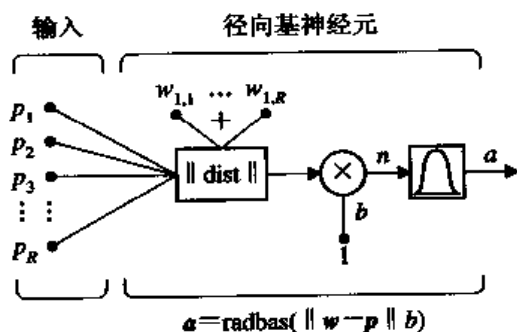 输入 径向基神经元
w1,1 … w1,R
+
p1
p2
p3
⋮ ⋮
pR
‖ dist ‖
×
n
a
b
1
a=radbas(‖ w－p ‖ b)